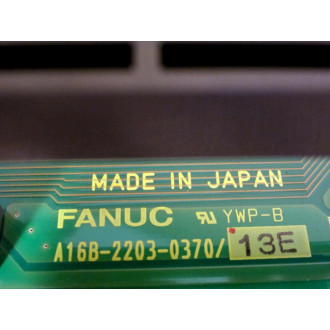 MADE IN JAPAN
FANUC YWP-B
A16B-2203-0370/13E